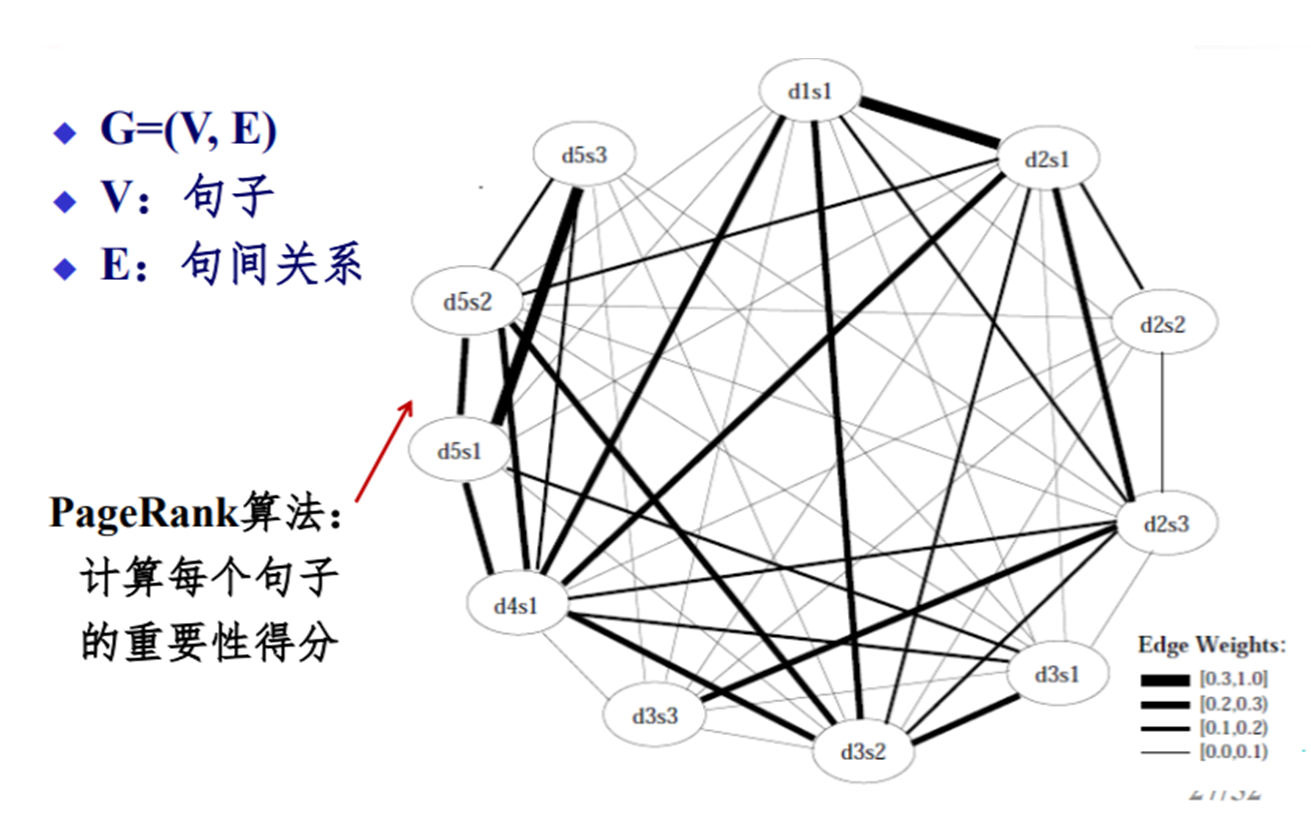 G=(V, E)
V：句子
E：句间关系
PageRank算法：
计算每个句子
的重要性得分
d1s1
d5s3
d2s1
d5s2
d2s2
d5s1
d2s3
d4s1
d3s1
d3s3
d3s2
Edge Weights:
[0.3,1.0]
[0.2,0.3)
[0.1,0.2)
[0.0,0.1)